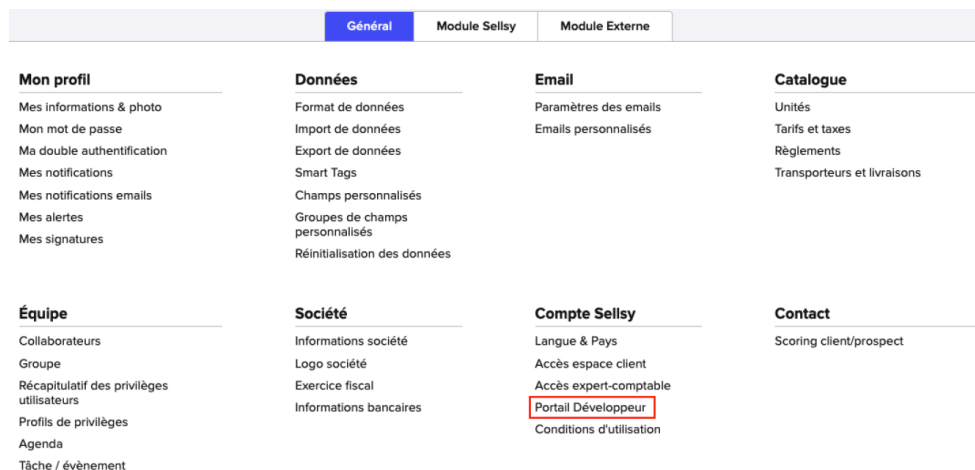 Général
Module Sellsy
Module Externe
Mon profil
Mes informations & photo
Mon mot de passe
Ma double authentification
Mes notifications
Mes notifications emails
Mes alertes
Mes signatures
Données
Format de données
Import de données
Export de données
Smart Tags
Champs personnalisés
Groupes de champs
personnalisés
Réinitialisation des données
Email
Paramètres des emails
Emails personnalisés
Catalogue
Unités
Tarifs et taxes
Règlements
Transporteurs et livraisons
Équipe
Collaborateurs
Groupe
Récapitulatif des privilèges
utilisateurs
Profils de privilèges
Agenda
Tâche / évènement
Société
Informations société
Logo société
Exercice fiscal
Informations bancaires
Compte Sellsy
Langue & Pays
Accès espace client
Accès expert-comptable
Portail Développeur
Conditions d'utilisation
Contact
Scoring client/prospect